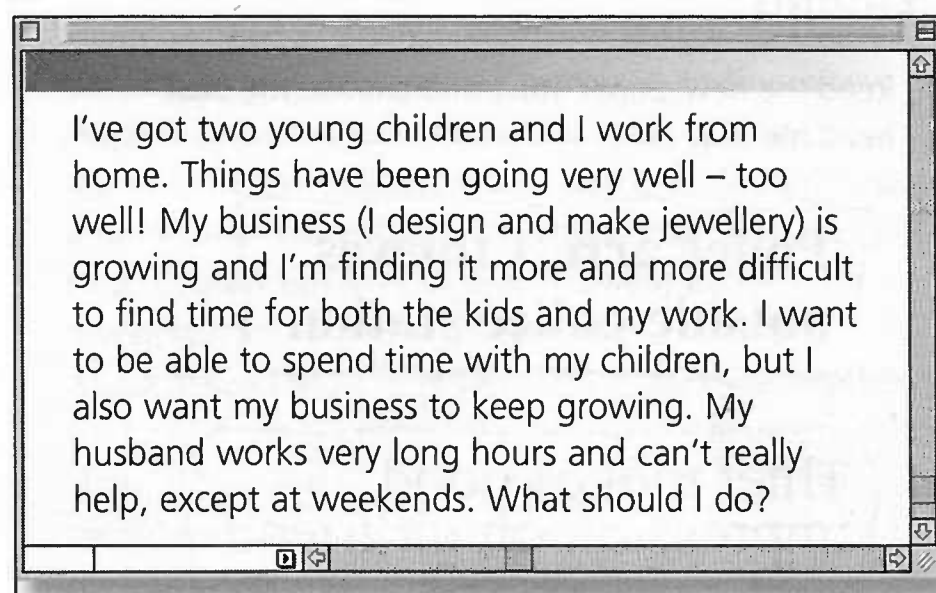 I've got two young children and I work from
home. Things have been going very well – too
well! My business (I design and make jewellery) is
growing and I'm finding it more and more difficult
to find time for both the kids and my work. I want
to be able to spend time with my children, but I
also want my business to keep growing. My
husband works very long hours and can't really
help, except at weekends. What should I do?